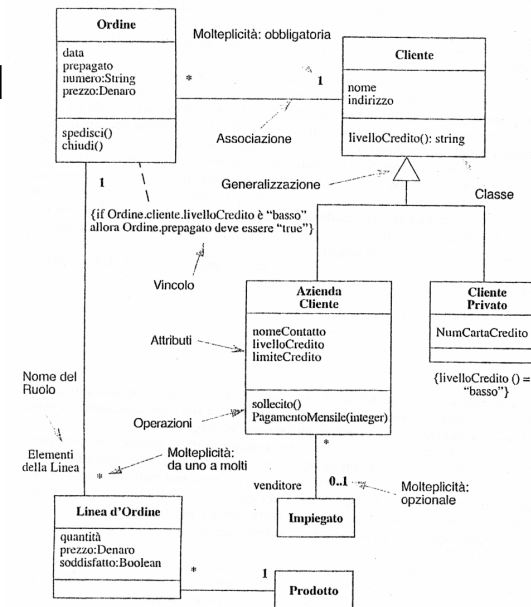 Ordine
data
prepagato
numero:String
prezzo:Denaro
spedisci()
chiudi()
Molteplicità: obbligatoria
*
1
Associazione
Cliente
nome
indirizzo
livelloCredito(): string
Generalizzazione
Classe
1
{if Ordine.cliente.livelloCredito è “basso”
allora Ordine.prepagato deve essere “true”}
Vincolo
Azienda
Cliente
nomeContatto
livelloCredito
limiteCredito
sollecito()
PagamentoMensile(integer)
Cliente
Privato
NumCartaCredito
{livelloCredito () =
“basso”}
Attributi
Operazioni
Nome del
Ruolo
Elementi
della Linea
*
Molteplicità:
da uno a molti
*
venditore
0..1
Molteplicità:
opzionale
Impiegato
Linea d'Ordine
quantità
prezzo:Denaro
soddisfatto:Boolean
*
1
Prodotto